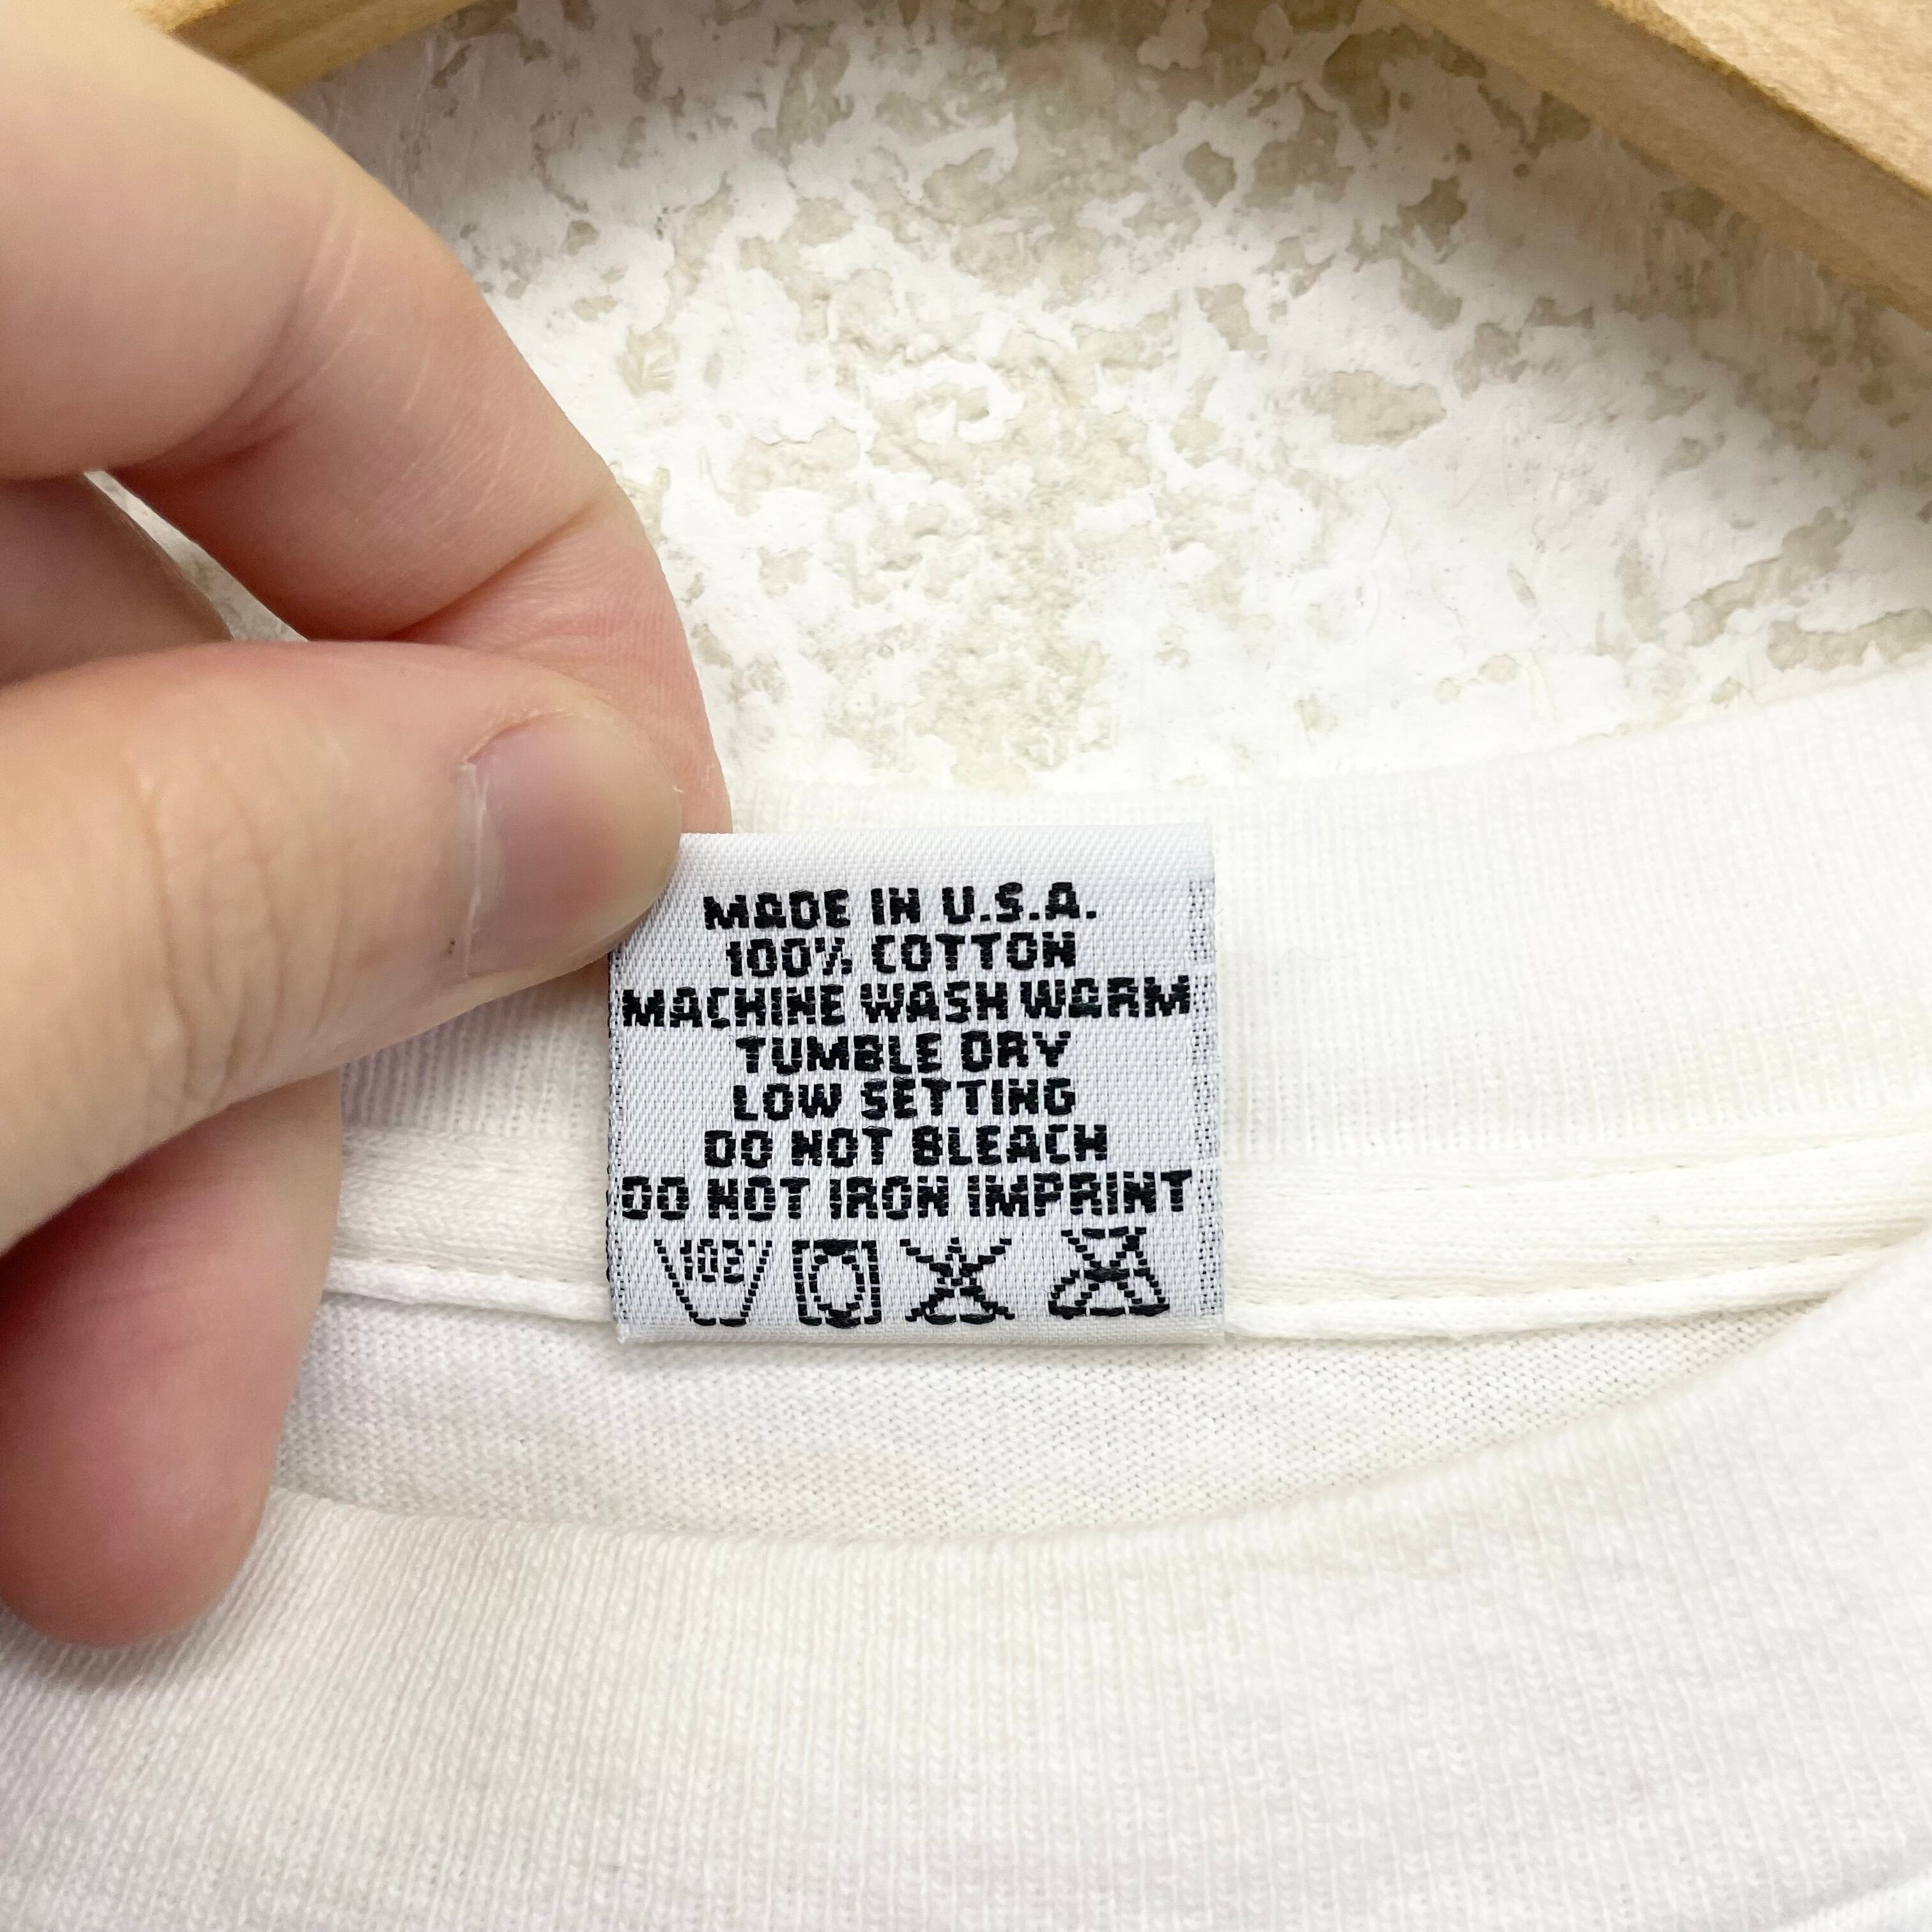 MADE IN U.S.A.
100% COTTON
MACHINE WASH WARM
TUMBLE DRY
LOW SETTING
DO NOT BLEACH
DO NOT IRON IMPRINT